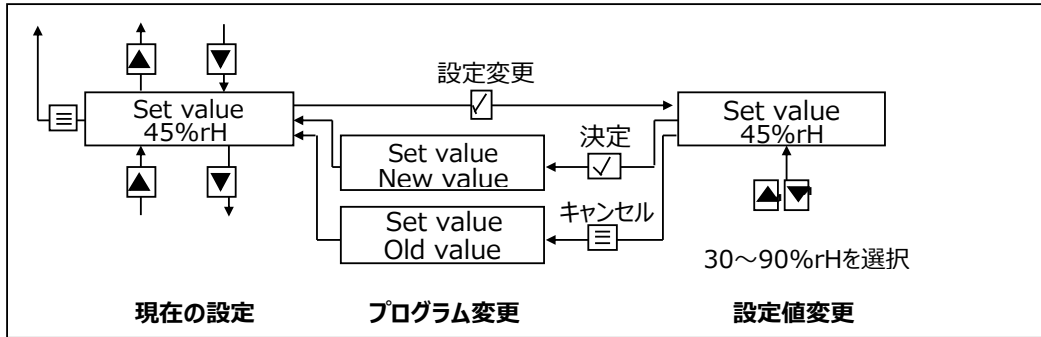 設定変更
Set value
45%rH
Set value
45%rH
決定
Set value
New value
キャンセル
Set value
Old value
30～90%rHを選択
現在の設定
プログラム変更
設定値変更